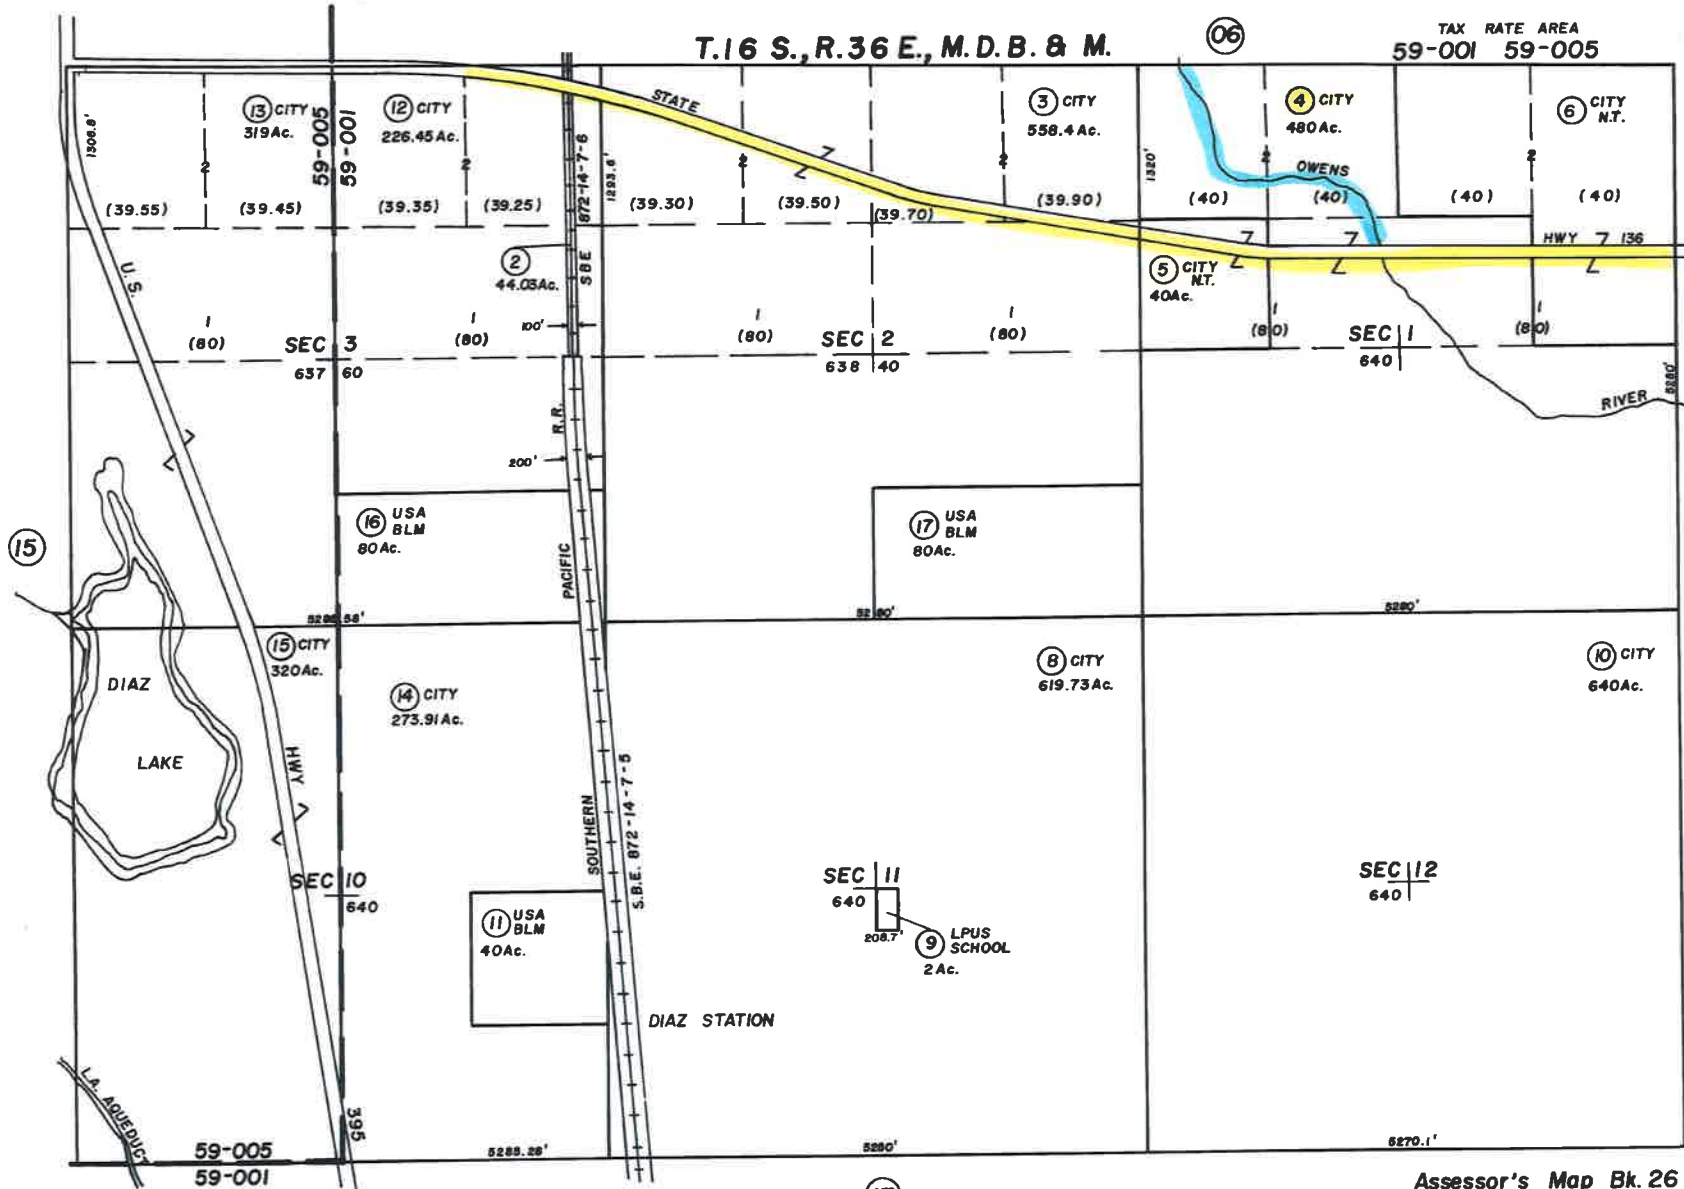 T.16 S., R.36 E., M.D.B. & M.
06
TAX RATE AREA
59-001 59-005
13 CITY
319 Ac.
12 CITY
226.45 Ac.
3 CITY
558.4 Ac.
4 CITY
480 Ac.
6 CITY
N.T.
59-005
59-001
1306.8'
2
2
2
2
2
2
STATE
872-14-7-6
SBE
1293.6'
1320'
OWENS
(39.55)
(39.45)
(39.35)
(39.25)
(39.30)
(39.50)
(39.70)
(39.90)
(40)
(40)
(40)
(40)
HWY 136
U.S.
2
44.03 Ac.
5 CITY
N.T.
40 Ac.
100'
1
(80)
1
(80)
1
(80)
1
(80)
1
(80)
1
(80)
SEC 3
637 60
SEC 2
638 40
SEC 1
640
5280'
RIVER
R.R.
200'
15
16 USA
BLM
80 Ac.
17 USA
BLM
80 Ac.
PACIFIC
5280'
5280'
15 CITY
320 Ac.
14 CITY
273.91 Ac.
8 CITY
619.73 Ac.
10 CITY
640 Ac.
DIAZ
LAKE
HWY
SOUTHERN
S.B.E. 872-14-7-5
SEC 10
640
SEC 11
640
SEC 12
640
11 USA
BLM
40 Ac.
208.7'
9 LPUS
SCHOOL
2 Ac.
DIAZ STATION
L.A. AQUEDUCT
395
59-005
59-001
5285.28'
5280'
5270.1'
Assessor's Map Bk. 26